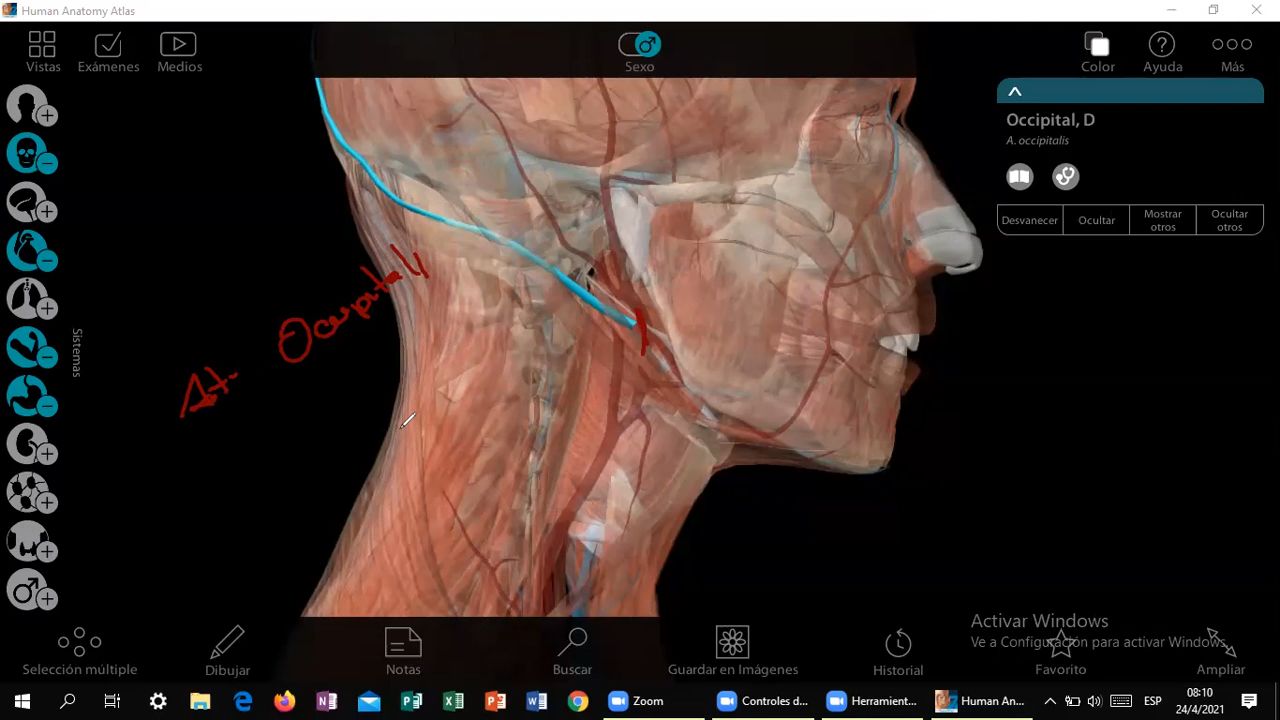 Human Anatomy Atlas
Vistas
Exámenes
Medios
Sexo
Color
Ayuda
Más
Occipital, D
A. occipitalis
Desvanecer
Ocultar
Mostrar otros
Ocultar otros
Sistemas
Occipital
Selección múltiple
Dibujar
Notas
Buscar
Guardar en Imágenes
Historial
Favorito
Ampliar
Activar Windows
Ve a Configuración para activar Windows.
Zoom
Controles d...
Herramient...
Human An...
ESP
08:10
24/4/2021